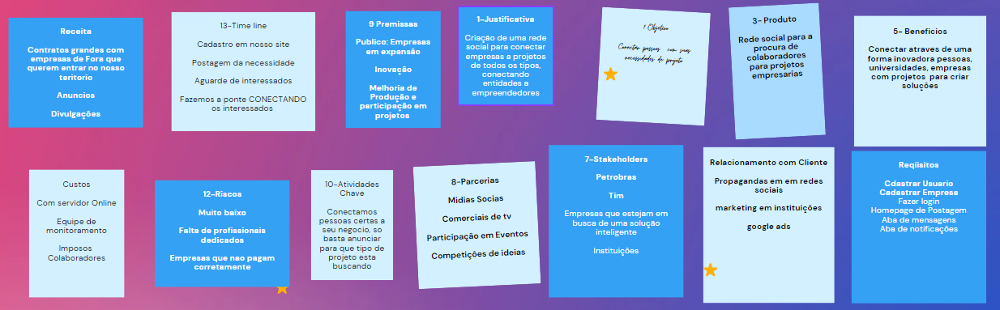 Receita
Contratos grandes com
empresas de Fora que
querem entrar no nosso
teritorio
Anuncios
Divulgações
13-Time line
Cadastro em nosso site
Postagem da necessidade
Aguarde de interessados
Fazemos a ponte CONECTANDO
os interessados
9 Premissas
Publico: Empresas
em expansão
Inovação
Melhoria de
Produção e
participação em
projetos
1-Justificativa
Criação de uma rede
social para conectar
empresas a projetos
de todos os tipos,
conectando
entidades a
empreendedores
Objetivo
Conectar pessoas com suas
necessidades de projeto
3- Produto
Rede social para a
procura de
colaboradores
para projetos
empresarias
5- Beneficios
Conectar atraves de uma
forma inovadora pessoas,
universidades, empresas
com projetos para criar
soluções
Custos
Com servidor Online
Equipe de
monitoramento
Imposos
Colaboradores
12-Riscos
Muito baixo
Falta de profissionais
dedicados
Empresas que nao pagam
corretamente
10-Atividades
Chave
Conectamos
pessoas certas a
seu negocio, so
basta anunciar
para que tipo de
projeto esta
buscando
8-Parcerias
Midias Socias
Comerciais de tv
Participação em Eventos
Competições de ideias
7-Stakeholders
Petrobras
Tim
Empresas que estejam em
busca de uma solução
inteligente
Instituições
Relacionamento com Cliente
Propagandas em em redes
sociais
marketing em instituições
google ads
Reqiisitos
Cdastrar Usuario
Cadastrar Empresa
Fazer login
Homepage de Postagem
Aba de mensagens
Aba de notificações